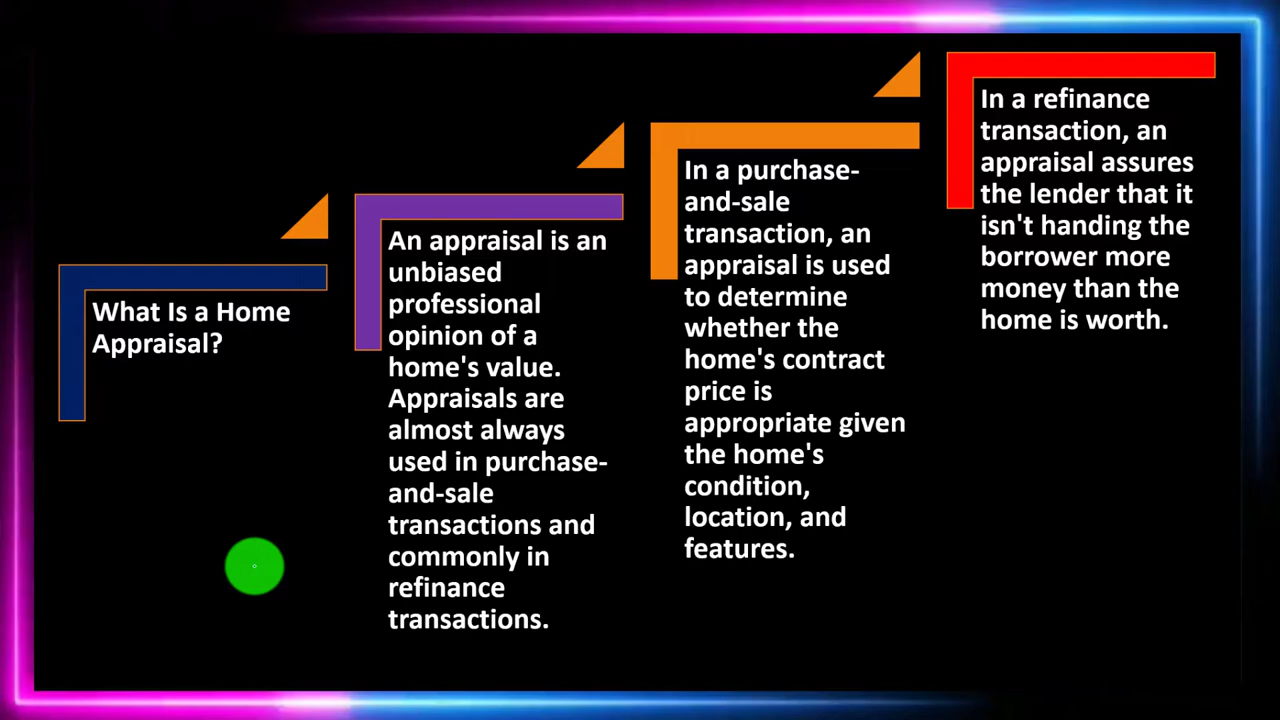 What Is a Home
Appraisal?
An appraisal is an
unbiased
professional
opinion of a
home's value.
Appraisals are
almost always
used in purchase-
and-sale
transactions and
commonly in
refinance
transactions.
In a purchase-
and-sale
transaction, an
appraisal is used
to determine
whether the
home's contract
price is
appropriate given
the home's
condition,
location, and
features.
In a refinance
transaction, an
appraisal assures
the lender that it
isn't handing the
borrower more
money than the
home is worth.